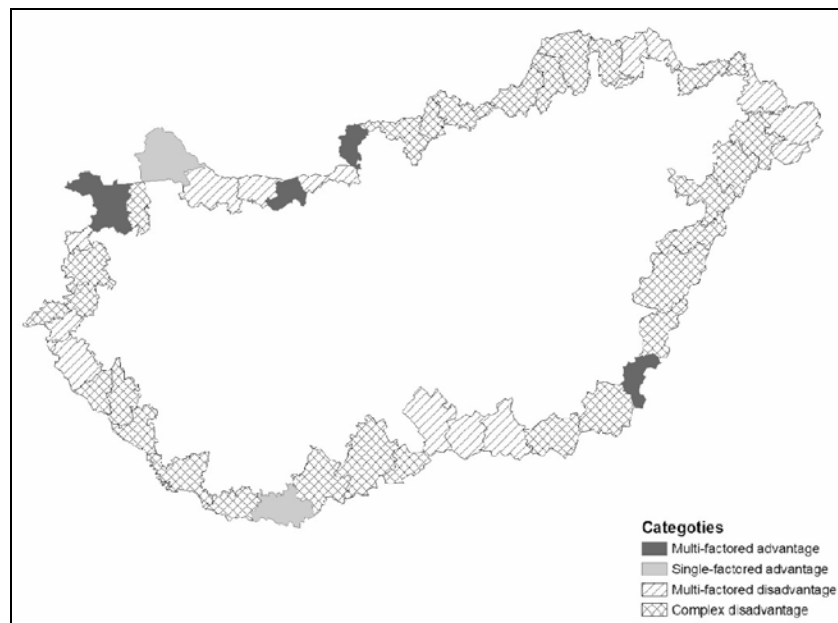 Categoties
Multi-factored advantage
Single-factored advantage
Multi-factored disadvantage
Complex disadvantage